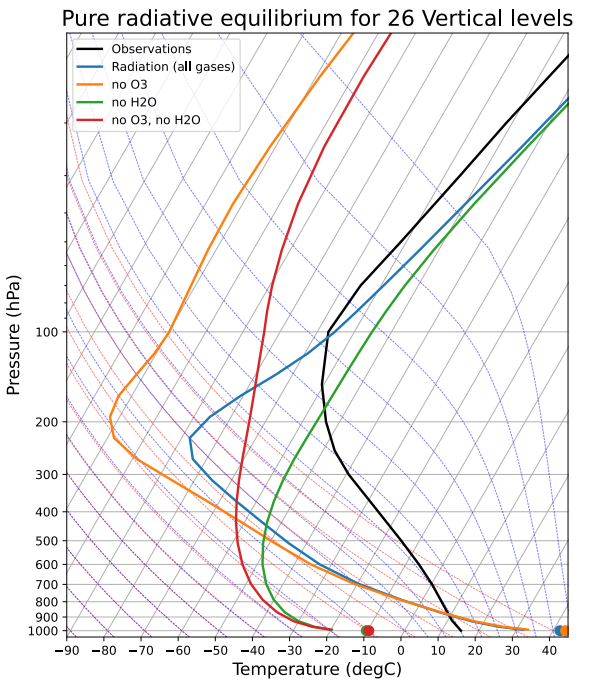 Pure radiative equilibrium for 26 Vertical levels
Observations
Radiation (all gases)
no O3
no H2O
no O3, no H2O
Pressure (hPa)
100
200
300
400
500
600
700
800
900
1000
−90 −80 −70 −60 −50 −40 −30 −20 −10 0 10 20 30 40
Temperature (degC)